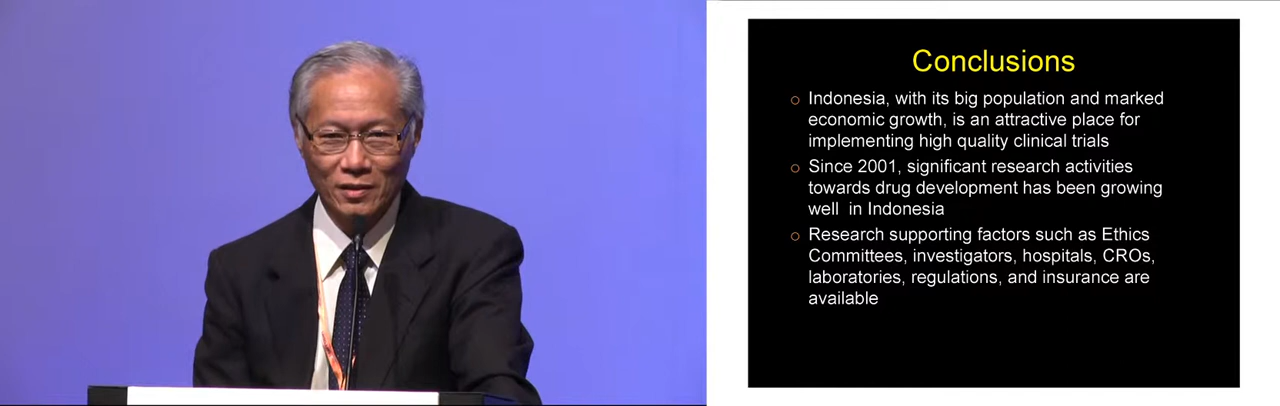 Conclusions
Indonesia, with its big population and marked
economic growth, is an attractive place for
implementing high quality clinical trials
Since 2001, significant research activities
towards drug development has been growing
well in Indonesia
Research supporting factors such as Ethics
Committees, investigators, hospitals, CROs,
laboratories, regulations, and insurance are
available